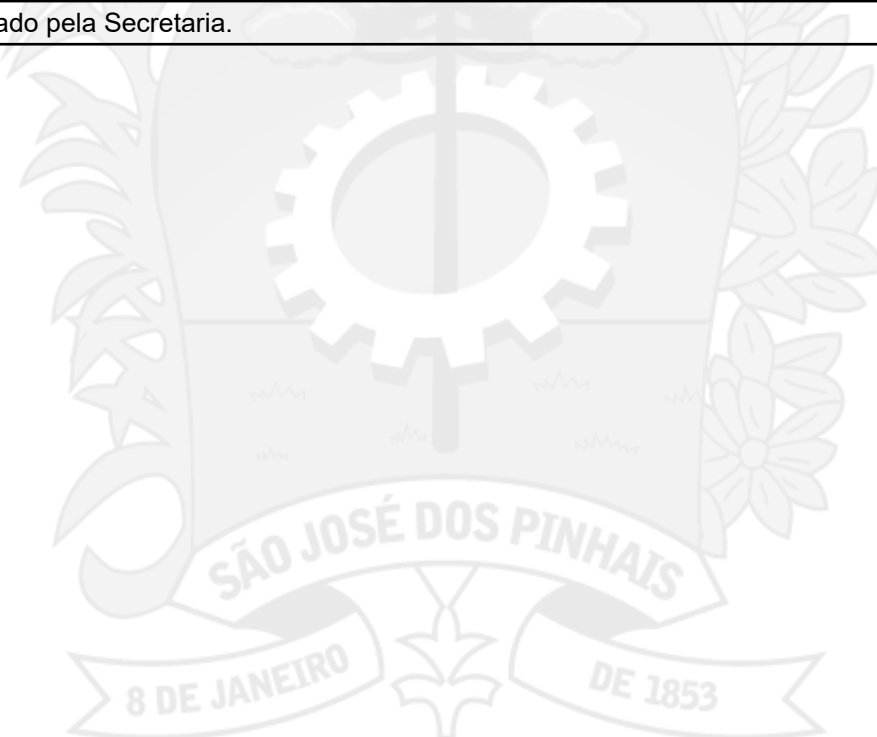 ado pela Secretaria.
SÃO JOSÉ DOS PINHAIS
8 DE JANEIRO
DE 1853